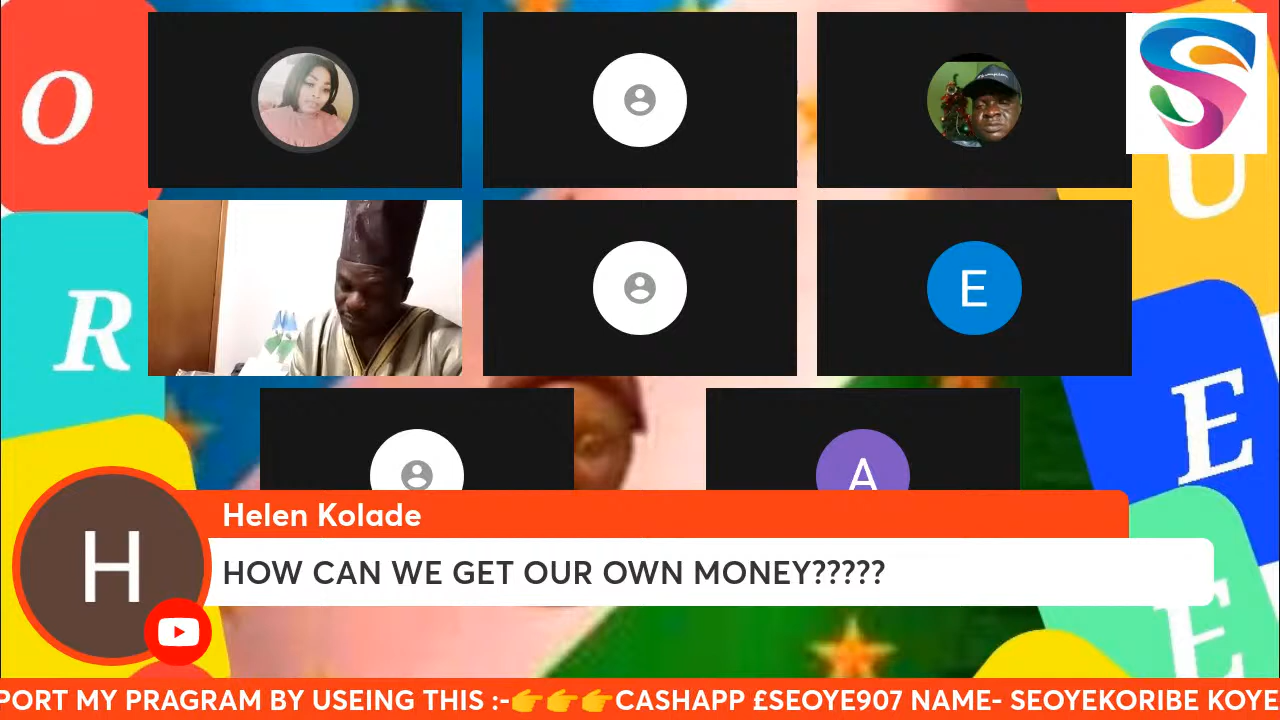 O
R
S
U
E
E
E
A
H
Helen Kolade
HOW CAN WE GET OUR OWN MONEY?????
PORT MY PRAGRAM BY USEING THIS :-👉👉👉CASHAPP £SEOYE907 NAME- SEOYEKORIBE KOYE